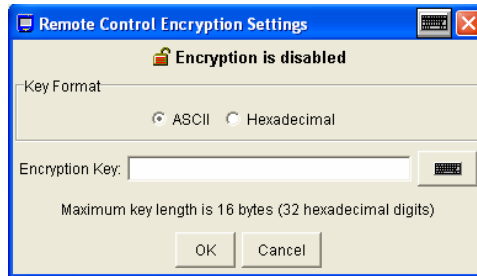 Remote Control Encryption Settings
Encryption is disabled
Key Format
ASCII Hexadecimal
Encryption Key:
Maximum key length is 16 bytes (32 hexadecimal digits)
OK Cancel